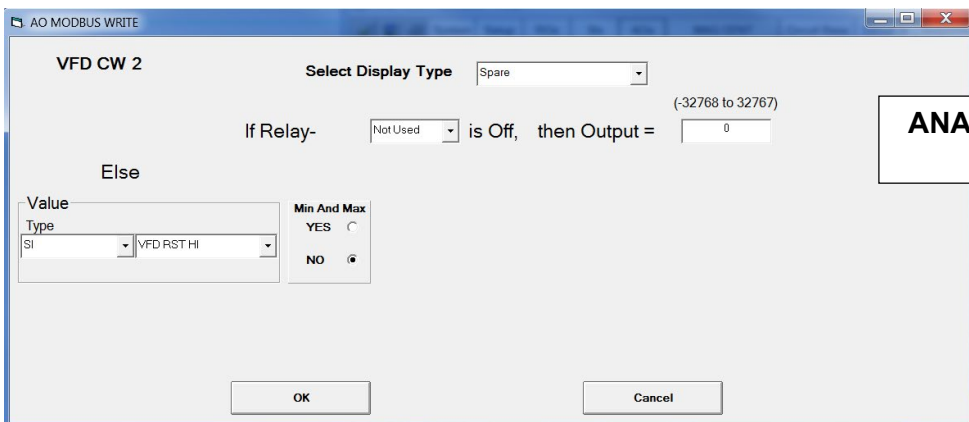 AO MODBUS WRITE
VFD CW 2
Select Display Type Spare
(-32768 to 32767)
If Relay- Not Used is Off, then Output = 0
ANA
Else
Value
Type
SI VFD RST HI
Min And Max
YES
NO
OK Cancel